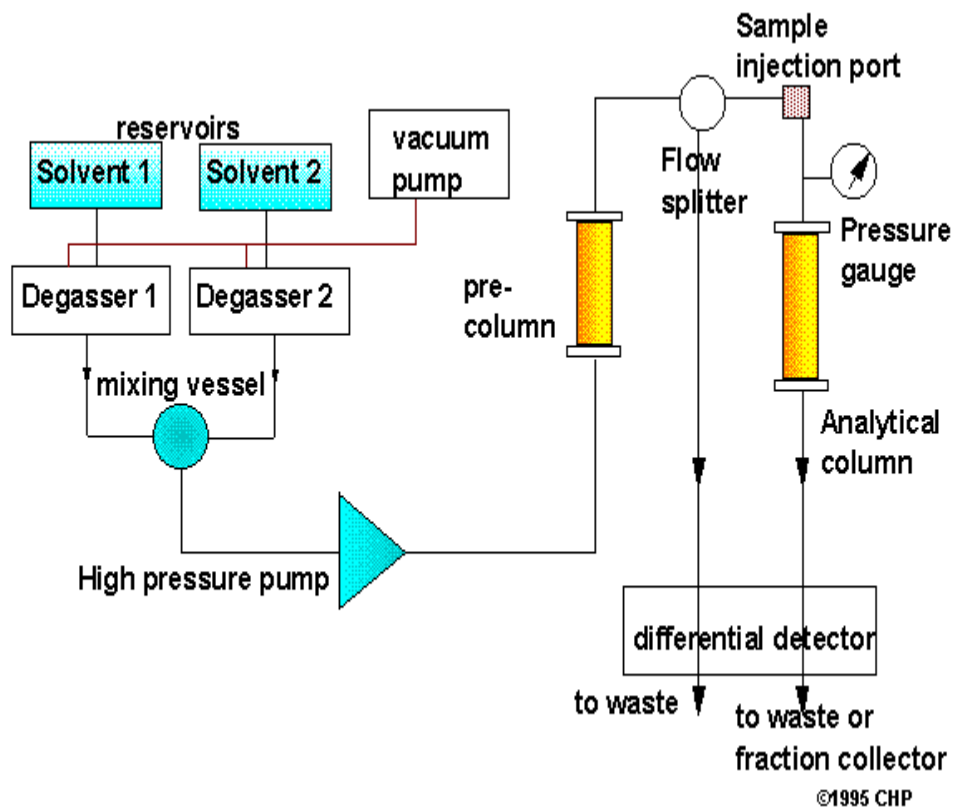 Sample
injection port
reservoirs
Solvent 1
Solvent 2
vacuum
pump
Flow
splitter
Degasser 1
Degasser 2
Pressure
gauge
pre-
column
mixing vessel
Analytical
column
High pressure pump
differential detector
to waste
to waste or
fraction collector
©1995 CHP